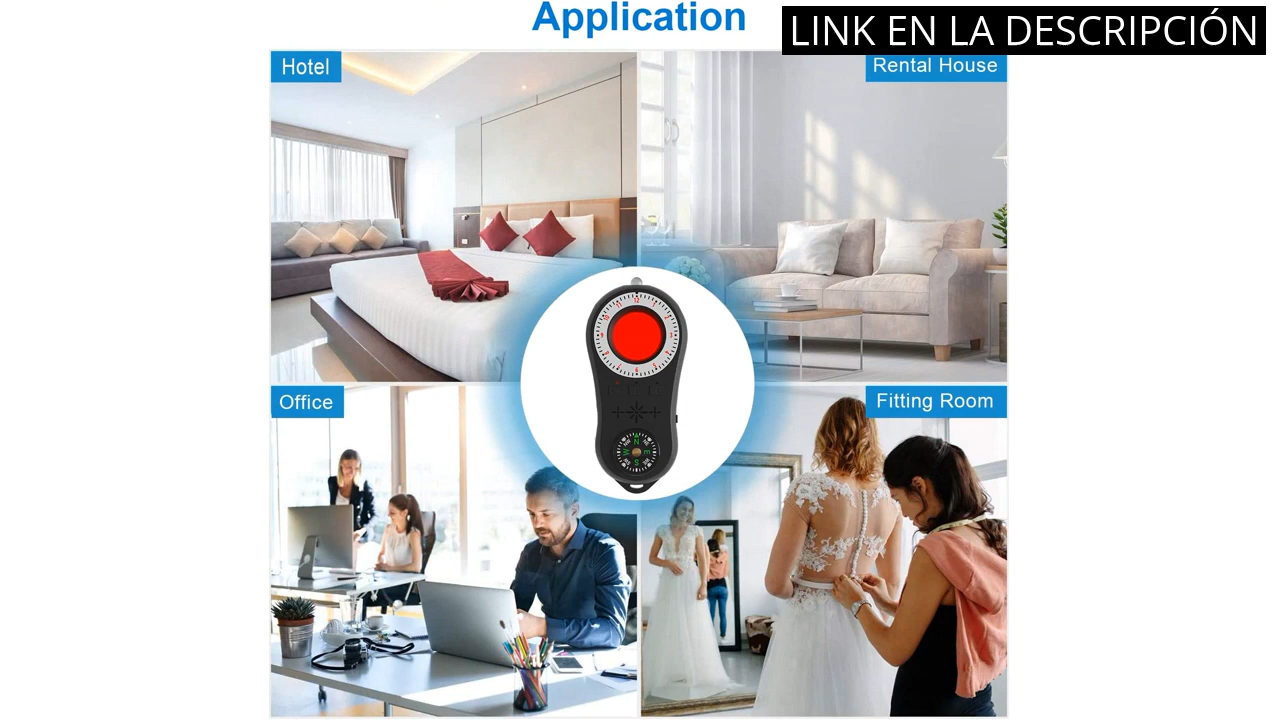 Application
LINK EN LA DESCRIPCIÓN
Hotel
Rental House
Office
Fitting Room
N
W
E
S